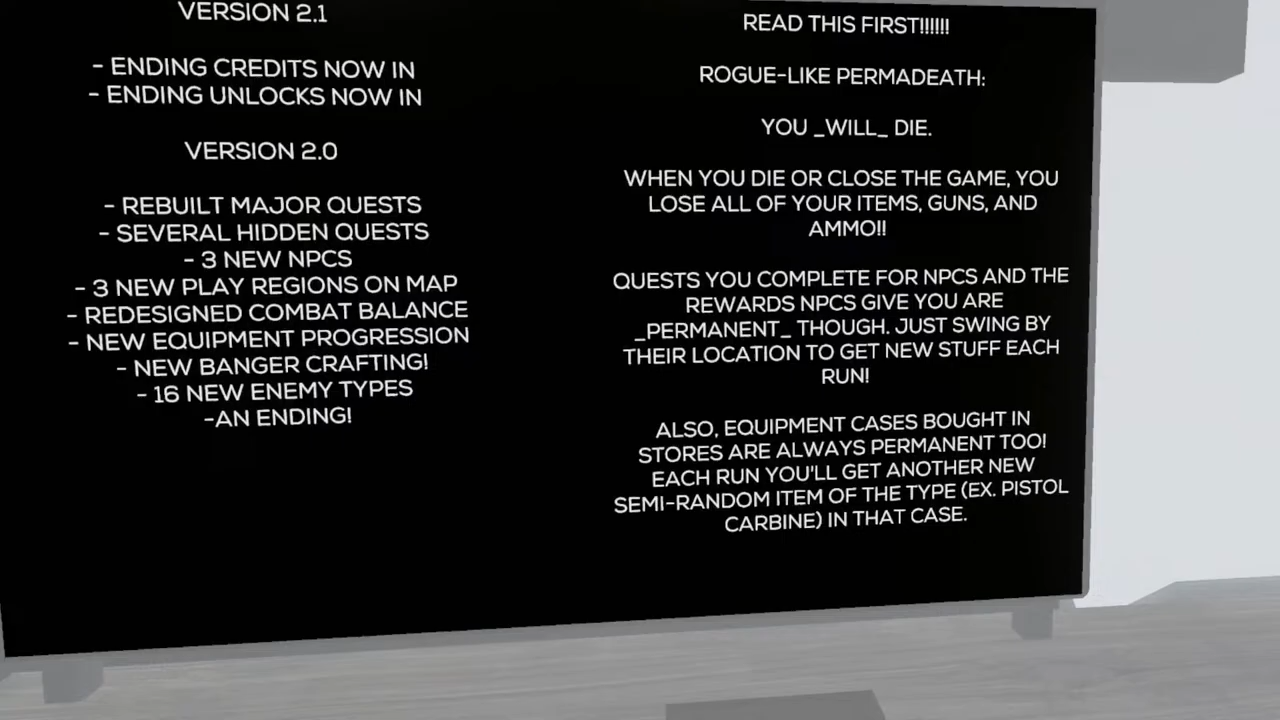 VERSION 2.1
- ENDING CREDITS NOW IN
- ENDING UNLOCKS NOW IN
VERSION 2.0
- REBUILT MAJOR QUESTS
- SEVERAL HIDDEN QUESTS
- 3 NEW NPCS
- 3 NEW PLAY REGIONS ON MAP
- REDESIGNED COMBAT BALANCE
- NEW EQUIPMENT PROGRESSION
- NEW BANGER CRAFTING!
- 16 NEW ENEMY TYPES
-AN ENDING!
READ THIS FIRST!!!!!!
ROGUE-LIKE PERMADEATH:
YOU _WILL_ DIE.
WHEN YOU DIE OR CLOSE THE GAME, YOU
LOSE ALL OF YOUR ITEMS, GUNS, AND
AMMO!!
QUESTS YOU COMPLETE FOR NPCS AND THE
REWARDS NPCS GIVE YOU ARE
_PERMANENT_ THOUGH. JUST SWING BY
THEIR LOCATION TO GET NEW STUFF EACH
RUN!
ALSO, EQUIPMENT CASES BOUGHT IN
STORES ARE ALWAYS PERMANENT TOO!
EACH RUN YOU'LL GET ANOTHER NEW
SEMI-RANDOM ITEM OF THE TYPE (EX. PISTOL
CARBINE) IN THAT CASE.